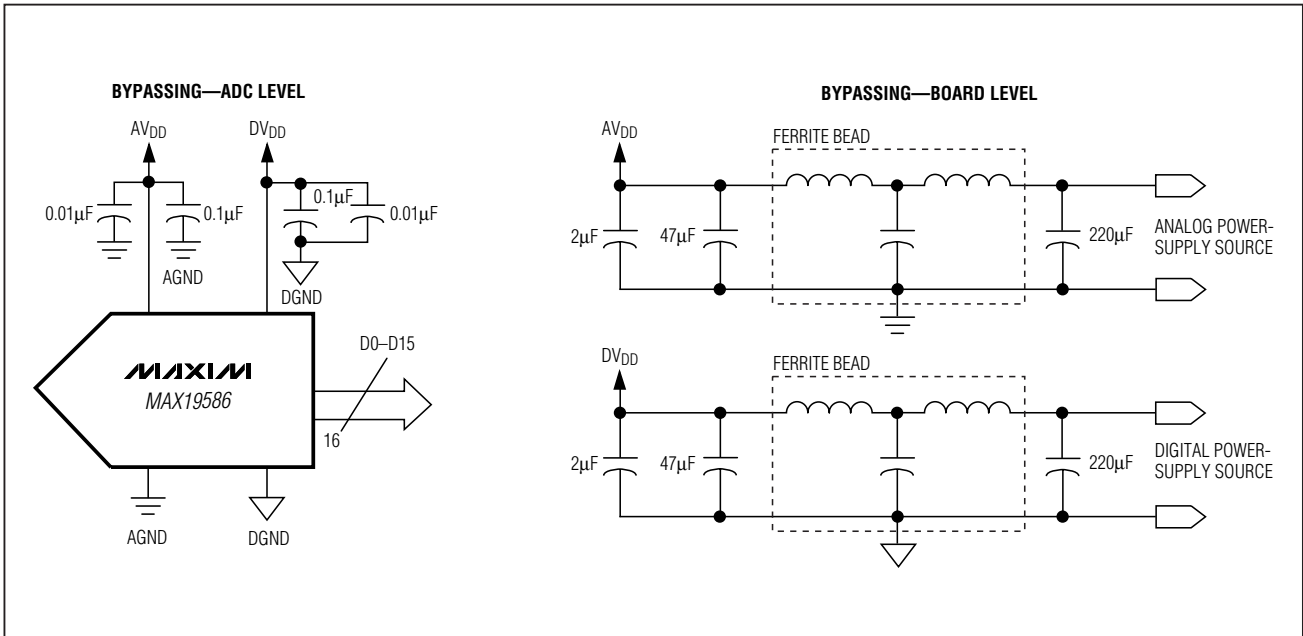 BYPASSING—ADC LEVEL
AVDD
DVDD
0.01µF
0.1µF
0.1µF
0.01µF
AGND
DGND
MAXIM
MAX19586
D0–D15
16
AGND
DGND
BYPASSING—BOARD LEVEL
AVDD
FERRITE BEAD
2µF
47µF
220µF
ANALOG POWER-
SUPPLY SOURCE
DVDD
FERRITE BEAD
2µF
47µF
220µF
DIGITAL POWER-
SUPPLY SOURCE